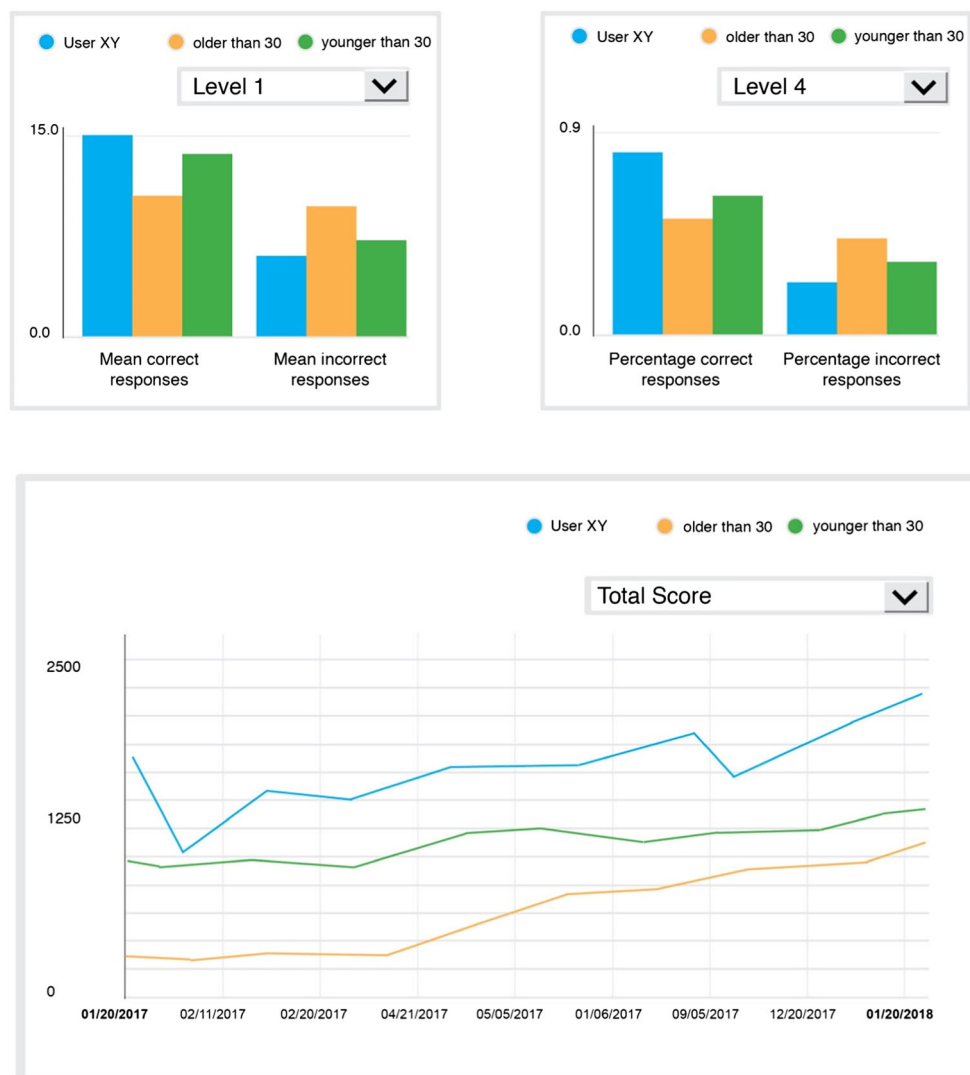 User XY older than 30 younger than 30
Level 1
15.0
0.0
Mean correct responses
Mean incorrect responses
User XY older than 30 younger than 30
Level 4
0.9
0.0
Percentage correct responses
Percentage incorrect responses
User XY older than 30 younger than 30
Total Score
2500
1250
0
01/20/2017 02/11/2017 02/20/2017 04/21/2017 05/05/2017 01/06/2017 09/05/2017 12/20/2017 01/20/2018